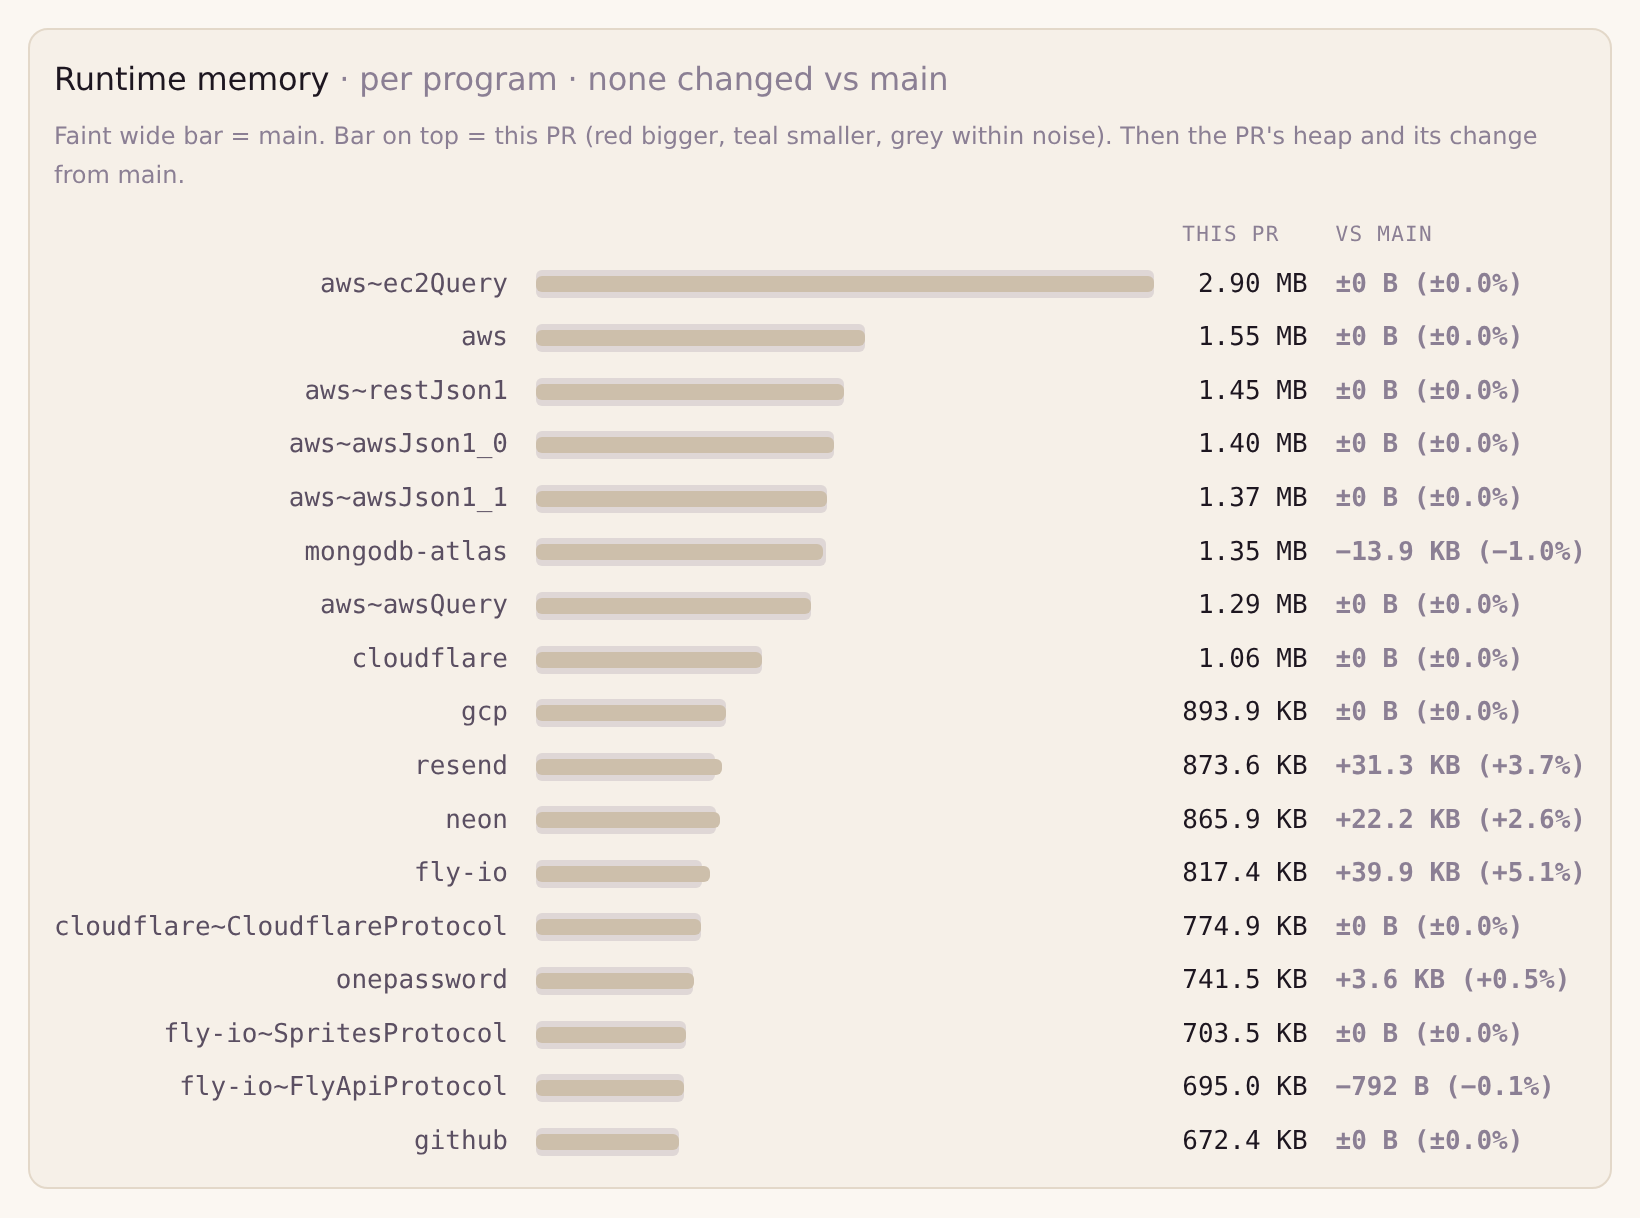 Runtime memory · per program · none changed vs main
Faint wide bar = main. Bar on top = this PR (red bigger, teal smaller, grey within noise). Then the PR's heap and its change
from main.
THIS PR VS MAIN
aws~ec2Query 2.90 MB ±0 B (±0.0%)
aws 1.55 MB ±0 B (±0.0%)
aws~restJson1 1.45 MB ±0 B (±0.0%)
aws~awsJson1_0 1.40 MB ±0 B (±0.0%)
aws~awsJson1_1 1.37 MB ±0 B (±0.0%)
mongodb-atlas 1.35 MB −13.9 KB (−1.0%)
aws~awsQuery 1.29 MB ±0 B (±0.0%)
cloudflare 1.06 MB ±0 B (±0.0%)
gcp 893.9 KB ±0 B (±0.0%)
resend 873.6 KB +31.3 KB (+3.7%)
neon 865.9 KB +22.2 KB (+2.6%)
fly-io 817.4 KB +39.9 KB (+5.1%)
cloudflare~CloudflareProtocol 774.9 KB ±0 B (±0.0%)
onepassword 741.5 KB +3.6 KB (+0.5%)
fly-io~SpritesProtocol 703.5 KB ±0 B (±0.0%)
fly-io~FlyApiProtocol 695.0 KB −792 B (−0.1%)
github 672.4 KB ±0 B (±0.0%)